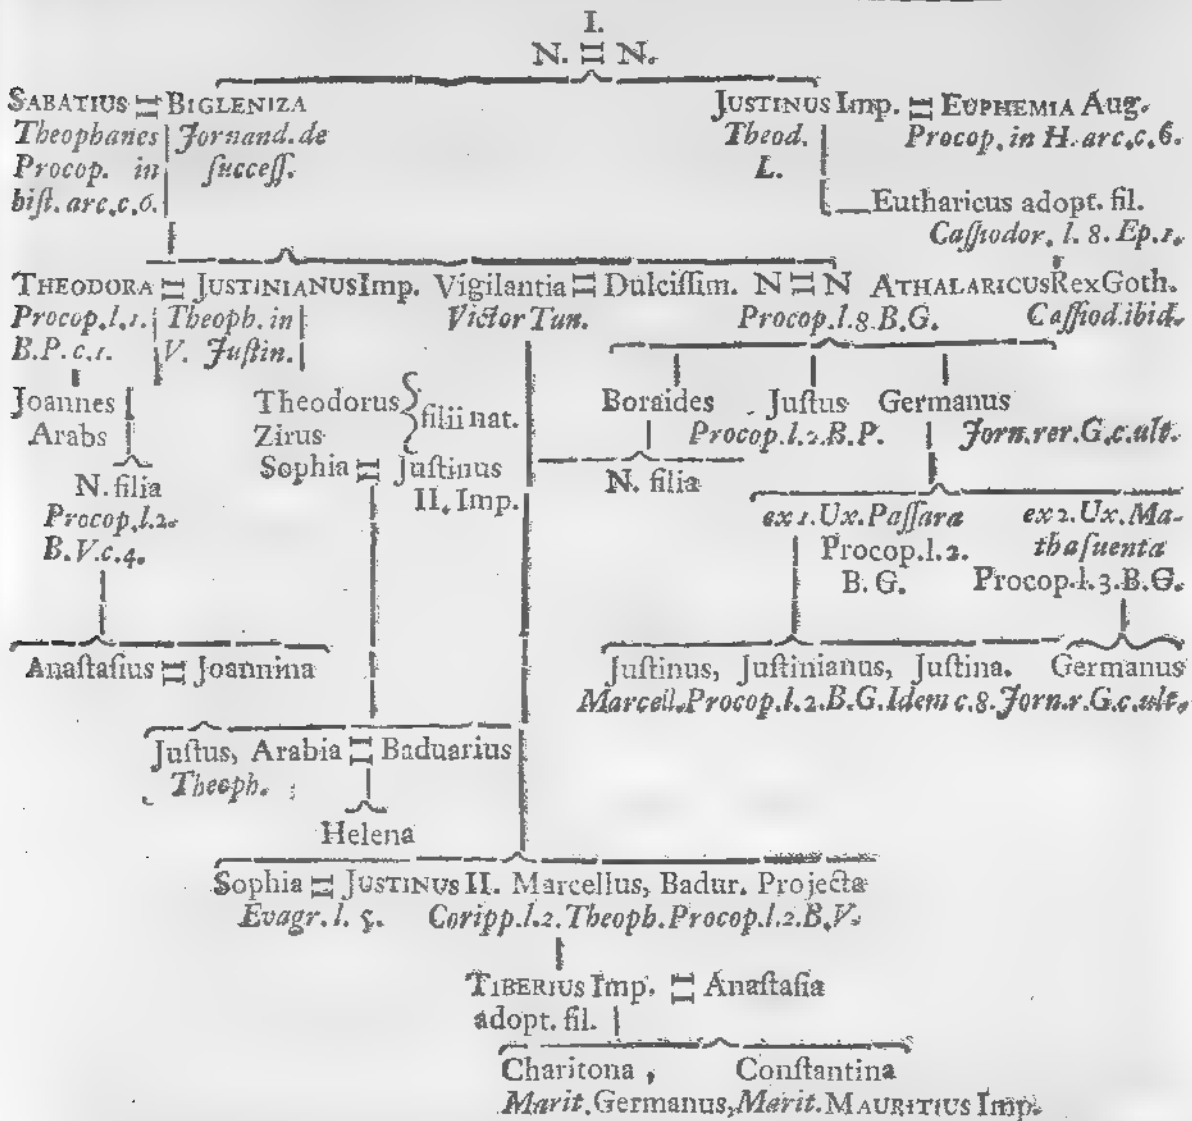 I.
N. N.
SABATIUS BIGLENIZA
JUSTINUS Imp. EUPHEMIA Aug.
Theophanes Jornand. de
Theod. Procop. in H. arc. c. 6.
Procop. in succeſſ.
L.
hiſt. arc. c. 6.
Eutharicus adopt. fil.
Caſſiodor. l. 8. Ep. 1.
THEODORA JUSTINIANUS Imp. Vigilantia Dulciſſim. N N ATHALARICUS Rex Goth.
Procop. l. 1. Theoph. in Victor Tun. Procop. l. 8. B. G. Caſſiod. ibid.
B. P. c. 1. V. Juſtin.
Joannes Theodorus filii nat. Boraides Juſtus Germanus
Arabs Zirus Procop. l. 2. B. P. Jorn. rer. G. c. ult.
Sophia Juſtinus
N. filia II. Imp. N. filia
Procop. l. 2. ex 1. Ux. Paſſara ex 2. Ux. Ma-
B. V. c. 4. Procop. l. 2. thaſuenta
B. G. Procop. l. 3. B. G.
Anaſtaſius Joannina Juſtinus, Juſtinianus, Juſtina. Germanus
Marcell. Procop. l. 2. B. G. Idem c. 8. Jorn. r. G. c. ult.
Juſtus, Arabia Baduarius
Theoph.
Helena
Sophia JUSTINUS II. Marcellus, Badur. Projecta
Evagr. l. 5. Coripp. l. 2. Theoph. Procop. l. 2. B. V.
TIBERIUS Imp. Anaſtaſia
adopt. fil.
Charitona, Conſtantina
Marit. Germanus, Marit. MAURITIUS Imp.